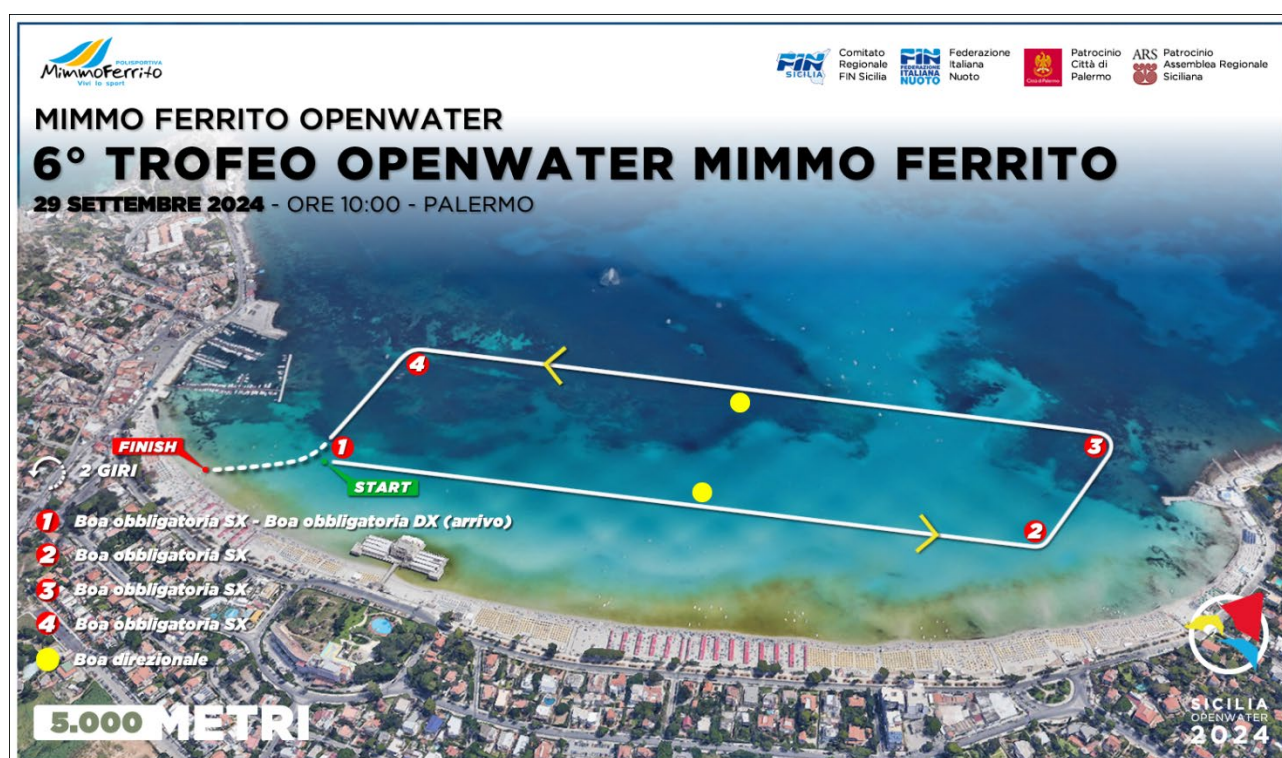 POLISPORTIVA
MimmoFerrito
Vivi lo sport
FIN
SICILIA
Comitato
Regionale
FIN Sicilia
FIN
FEDERAZIONE
ITALIANA
NUOTO
Federazione
Italiana
Nuoto
Città di Palermo
Patrocinio
Città di
Palermo
ARS
Patrocinio
Assemblea Regionale
Siciliana
MIMMO FERRITO OPENWATER
6° TROFEO OPENWATER MIMMO FERRITO
29 SETTEMBRE 2024 - ORE 10:00 - PALERMO
4
3
1
2
FINISH
START
2 GIRI
1 Boa obbligatoria SX - Boa obbligatoria DX (arrivo)
2 Boa obbligatoria SX
3 Boa obbligatoria SX
4 Boa obbligatoria SX
Boa direzionale
5.000 METRI
SICILIA
OPENWATER
2024